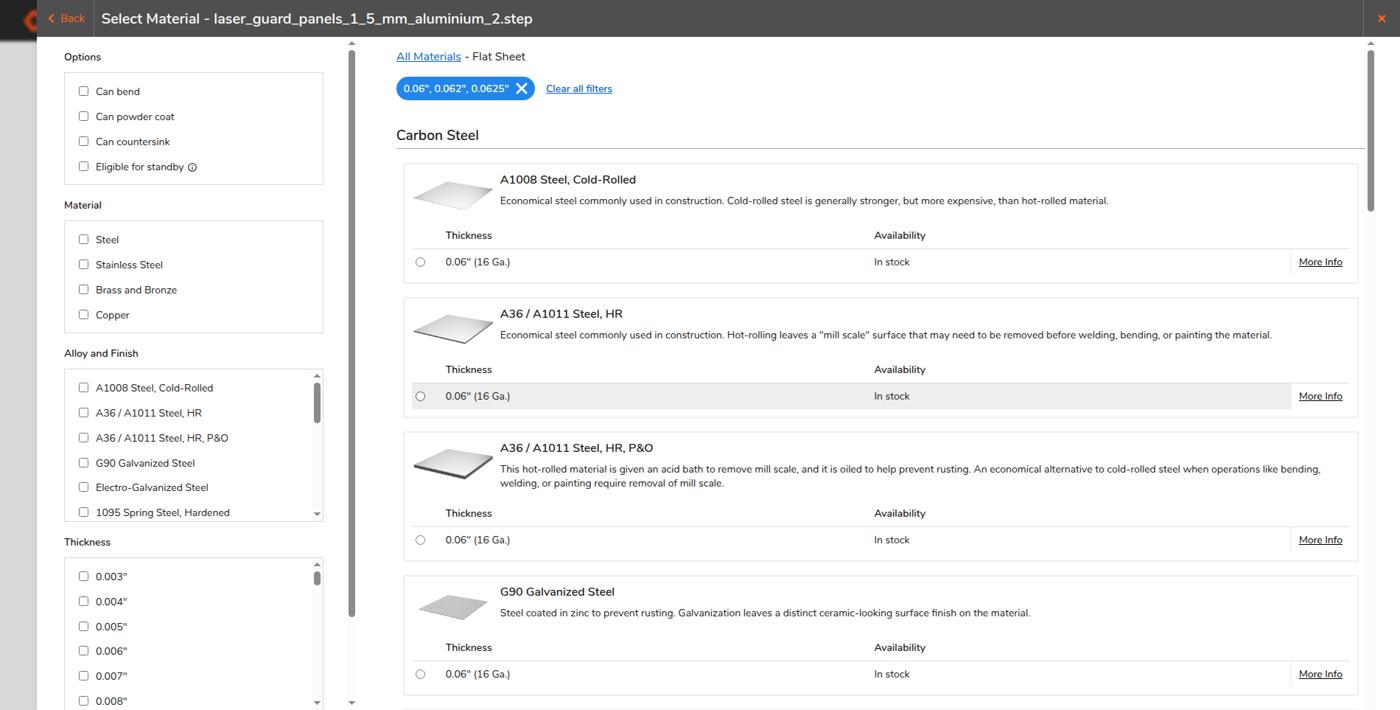 Back
Select Material - laser_guard_panels_1_5_mm_aluminium_2.step
Options
Can bend
Can powder coat
Can countersink
Eligible for standby
Material
Steel
Stainless Steel
Brass and Bronze
Copper
Alloy and Finish
A1008 Steel, Cold-Rolled
A36 / A1011 Steel, HR
A36 / A1011 Steel, HR, P&O
G90 Galvanized Steel
Electro-Galvanized Steel
1095 Spring Steel, Hardened
Thickness
0.003"
0.004"
0.005"
0.006"
0.007"
0.008"
All Materials - Flat Sheet
0.06", 0.062", 0.0625"
Clear all filters
Carbon Steel
A1008 Steel, Cold-Rolled
Economical steel commonly used in construction. Cold-rolled steel is generally stronger, but more expensive, than hot-rolled material.
Thickness Availability
0.06" (16 Ga.) In stock More Info
A36 / A1011 Steel, HR
Economical steel commonly used in construction. Hot-rolling leaves a "mill scale" surface that may need to be removed before welding, bending, or painting the material.
Thickness Availability
0.06" (16 Ga.) In stock More Info
A36 / A1011 Steel, HR, P&O
This hot-rolled material is given an acid bath to remove mill scale, and it is oiled to help prevent rusting. An economical alternative to cold-rolled steel when operations like bending,
welding, or painting require removal of mill scale.
Thickness Availability
0.06" (16 Ga.) In stock More Info
G90 Galvanized Steel
Steel coated in zinc to prevent rusting. Galvanization leaves a distinct ceramic-looking surface finish on the material.
Thickness Availability
0.06" (16 Ga.) In stock More Info